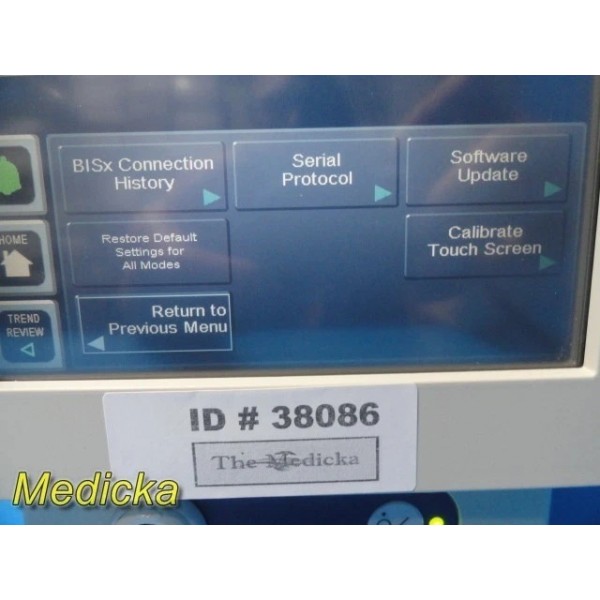 BISx Connection
History
Serial
Protocol
Software
Update
HOME
Restore Default
Settings for
All Modes
Calibrate
Touch Screen
TREND
REVIEW
Return to
Previous Menu
ID # 38086
The Medicka
Medicka